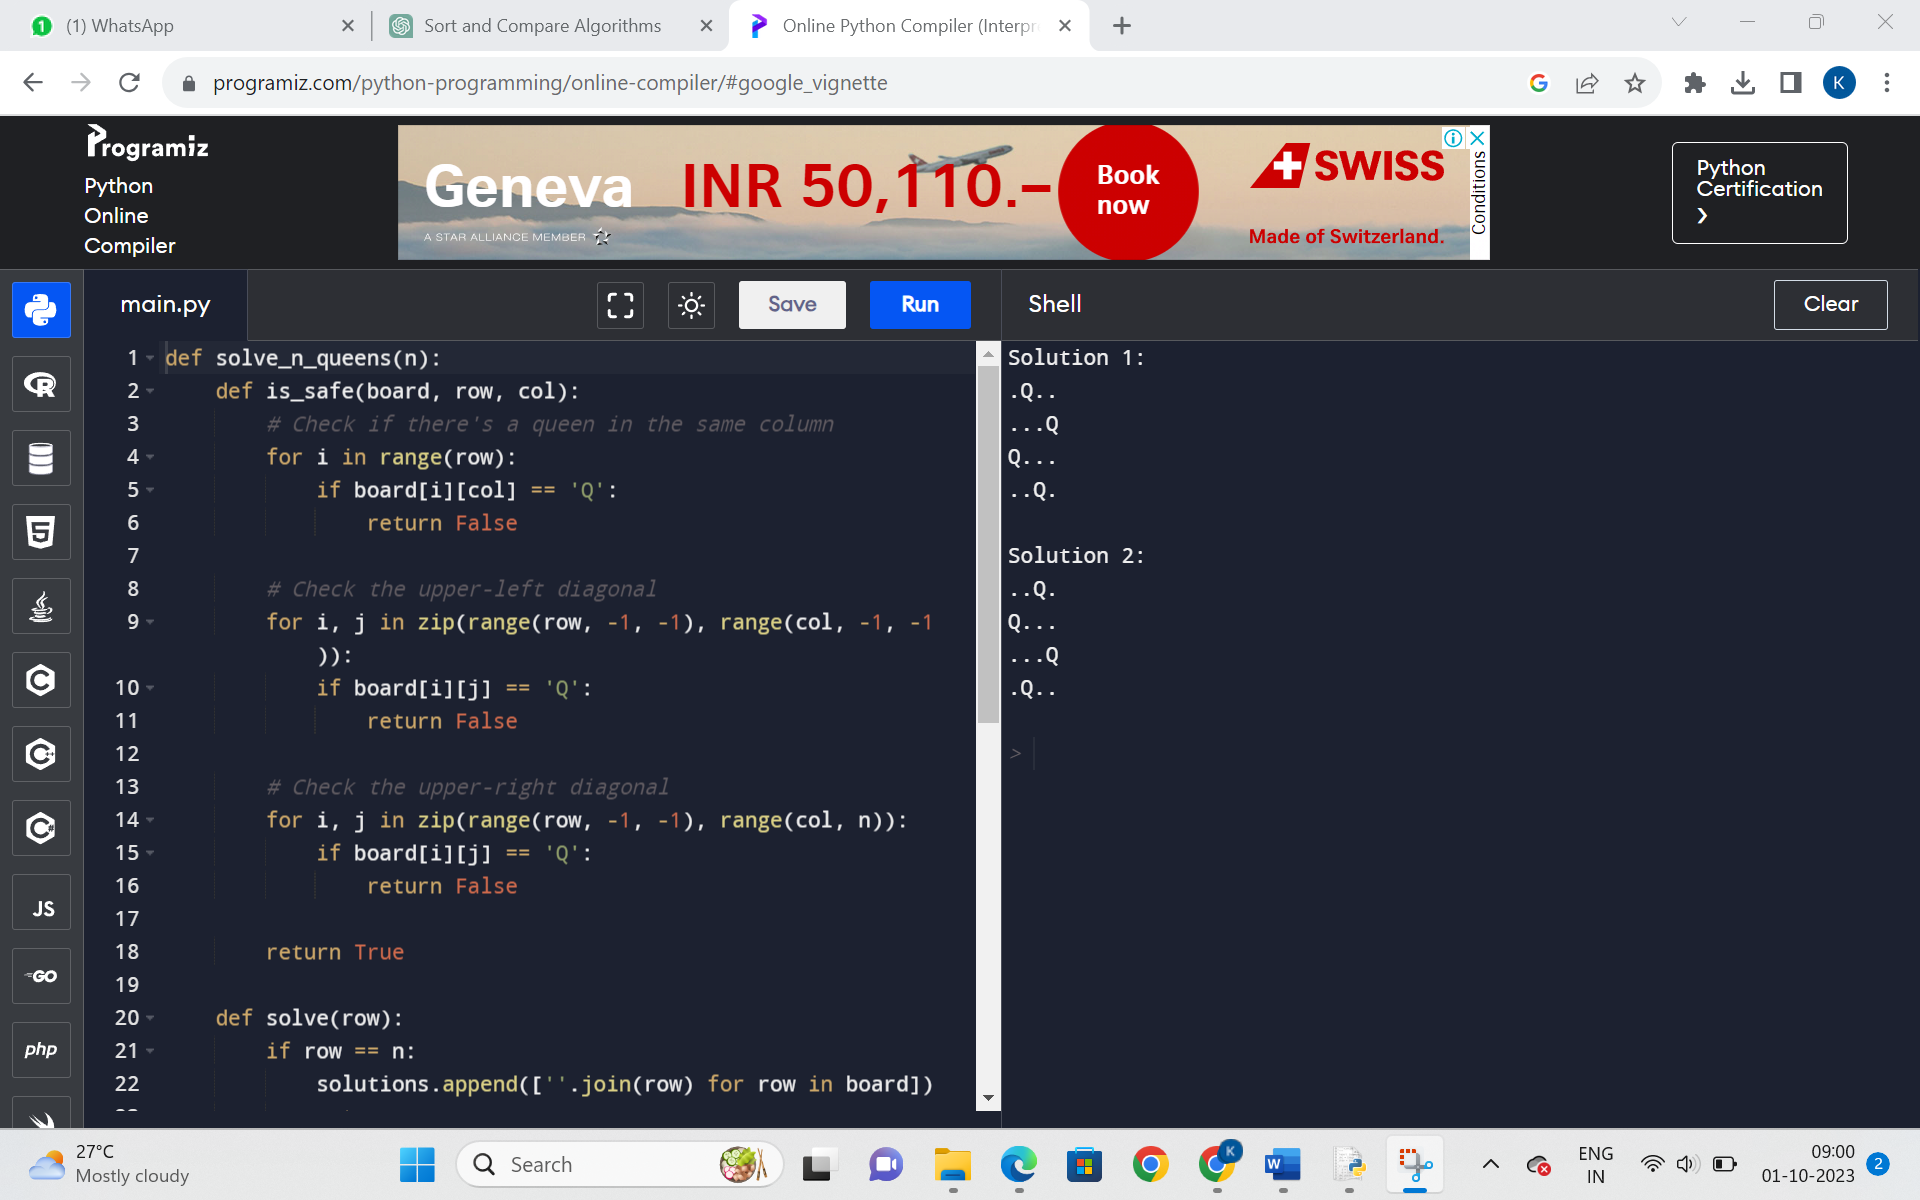 (1) WhatsApp
Sort and Compare Algorithms
Online Python Compiler (Interpr
programiz.com/python-programming/online-compiler/#google_vignette
K
Programiz
Python
Online
Compiler
Geneva
A STAR ALLIANCE MEMBER
INR 50,110.–
Book
now
SWISS
Made of Switzerland.
Conditions
Python
Certification
main.py
Save
Run
Shell
Clear
1 def solve_n_queens(n):
2     def is_safe(board, row, col):
3         # Check if there's a queen in the same column
4         for i in range(row):
5             if board[i][col] == 'Q':
6                 return False
7
8         # Check the upper-left diagonal
9         for i, j in zip(range(row, -1, -1), range(col, -1, -1
            )):
10            if board[i][j] == 'Q':
11                return False
12
13        # Check the upper-right diagonal
14        for i, j in zip(range(row, -1, -1), range(col, n)):
15            if board[i][j] == 'Q':
16                return False
17
18        return True
19
20    def solve(row):
21        if row == n:
22            solutions.append([''.join(row) for row in board])
Solution 1:
.Q..
...Q
Q...
..Q.
Solution 2:
..Q.
Q...
...Q
.Q..
>
R
5
C
C
C
JS
GO
php
27°C
Mostly cloudy
Search
K
W
ENG
IN
09:00
01-10-2023
2